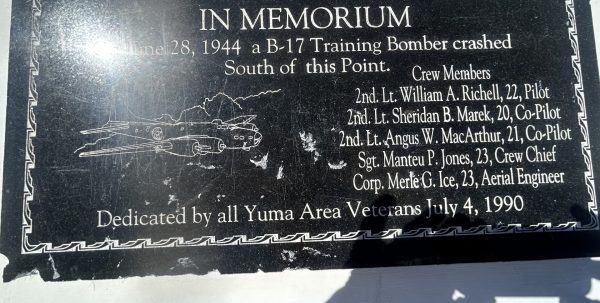 IN MEMORIUM
June 28, 1944 a B-17 Training Bomber crashed
South of this Point.
Crew Members
2nd. Lt. William A. Richell, 22, Pilot
2nd. Lt. Sheridan B. Marek, 20, Co-Pilot
2nd. Lt. Angus W. MacArthur, 21, Co-Pilot
Sgt. Manteu P. Jones, 23, Crew Chief
Corp. Merle G. Ice, 23, Aerial Engineer
Dedicated by all Yuma Area Veterans July 4, 1990